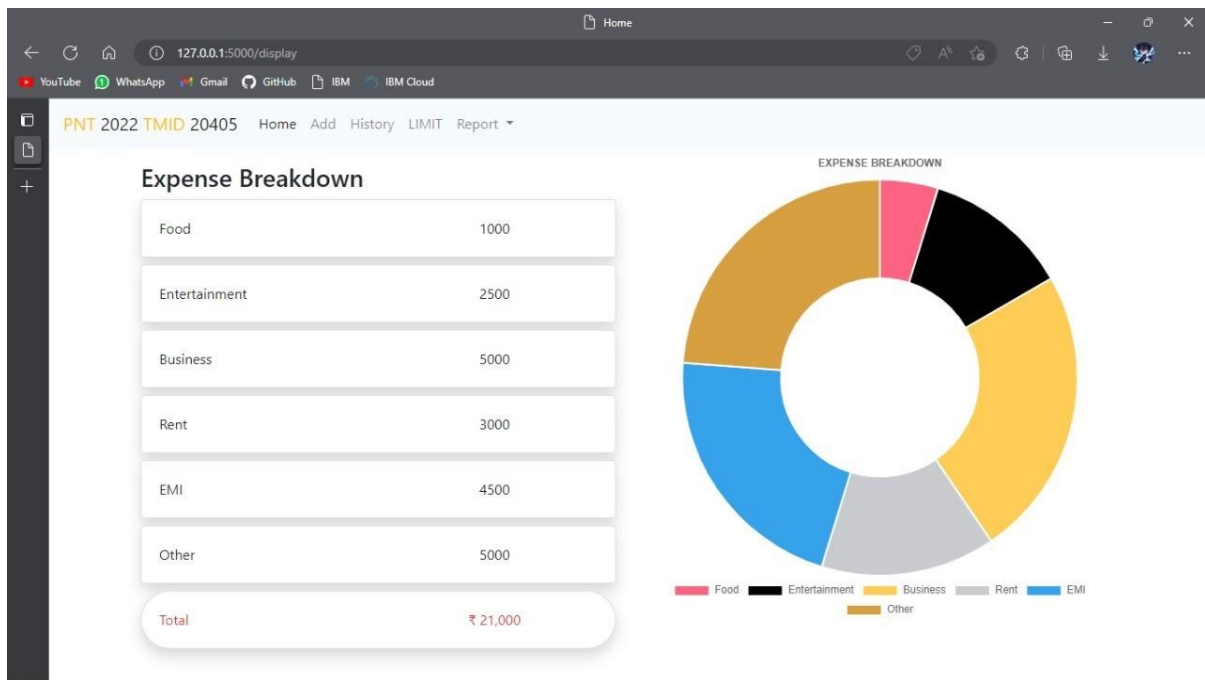 Home
127.0.0.1:5000/display
YouTube WhatsApp Gmail GitHub IBM IBM Cloud
PNT 2022 TMID 20405 Home Add History LIMIT Report
Expense Breakdown
Food 1000
Entertainment 2500
Business 5000
Rent 3000
EMI 4500
Other 5000
Total ₹ 21,000
EXPENSE BREAKDOWN
Food Entertainment Business Rent EMI
Other